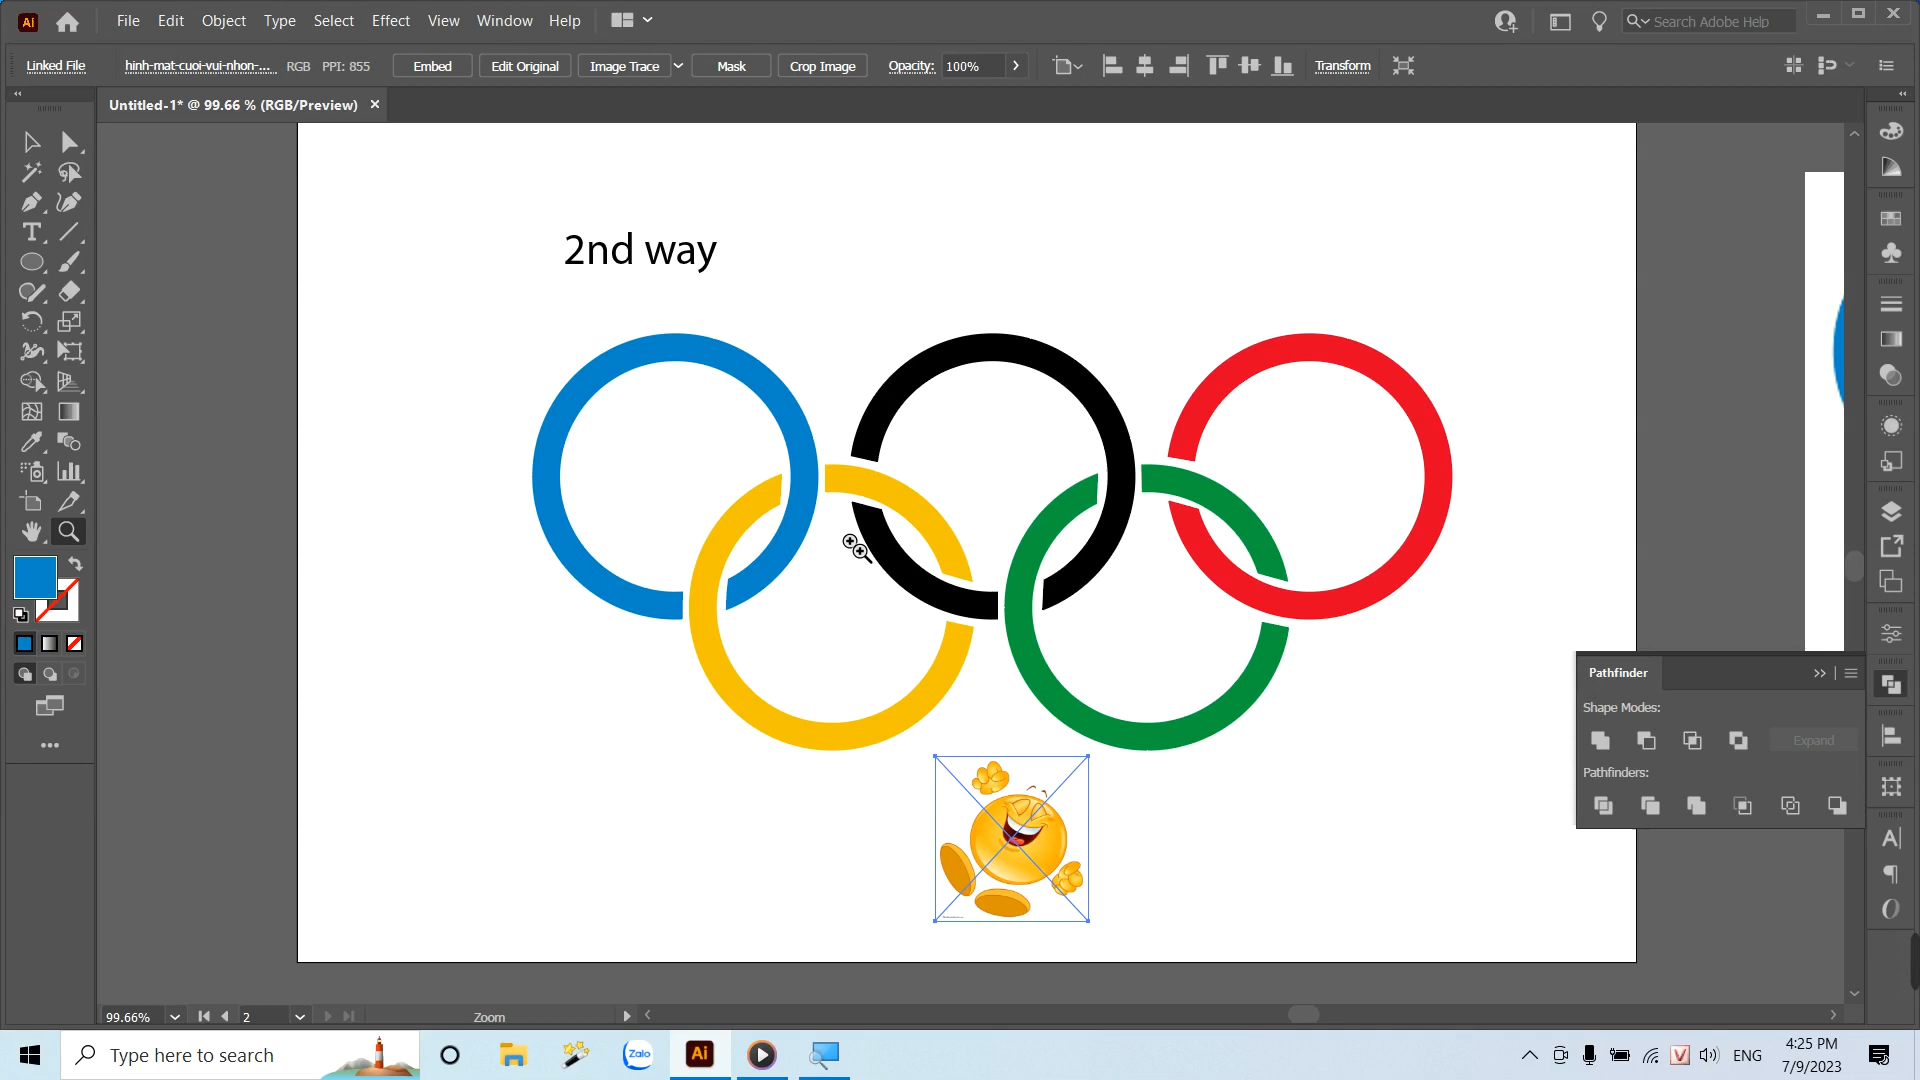 Ai
File Edit Object Type Select Effect View Window Help
Search Adobe Help
Linked File
hinh-mat-cuoi-vui-nhon-...
RGB PPI: 855
Embed
Edit Original
Image Trace
Mask
Crop Image
Opacity:
100%
Transform
Untitled-1* @ 99.66 % (RGB/Preview)
2nd way
Pathfinder
Shape Modes:
Expand
Pathfinders:
99.66%
2
Zoom
Type here to search
Zalo
Ai
V
ENG
4:25 PM
7/9/2023